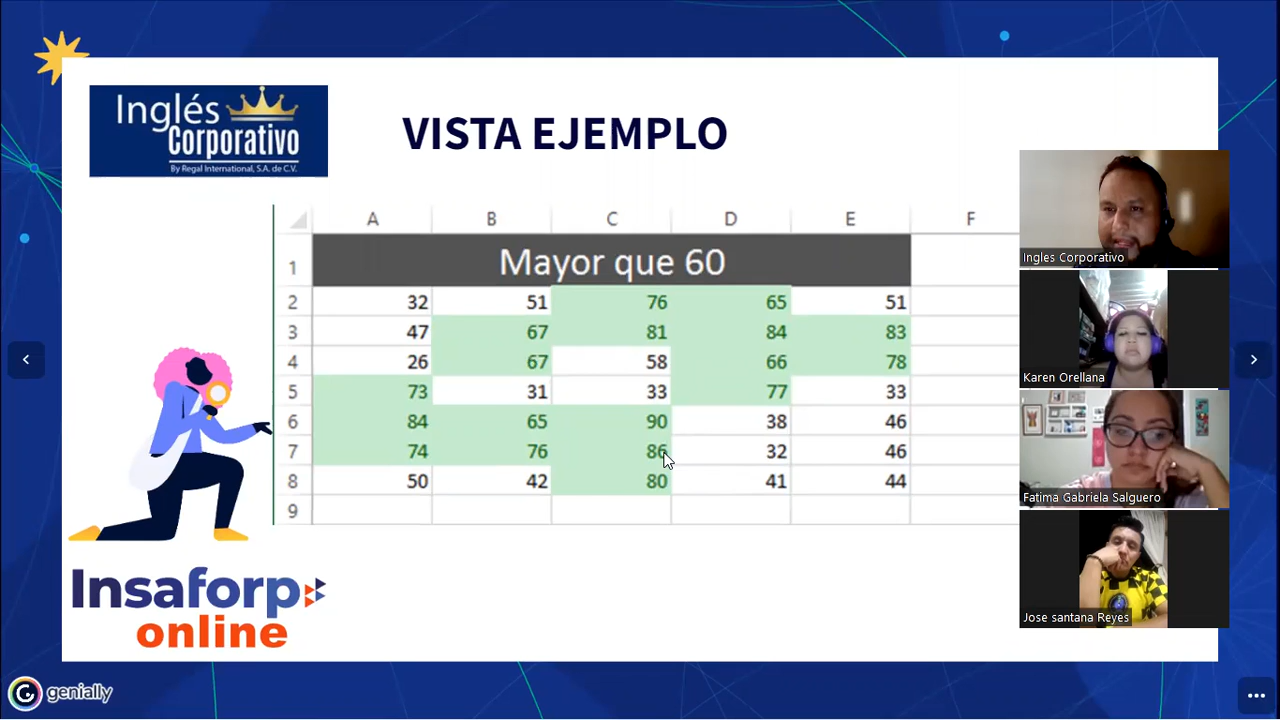 Inglés
Corporativo
By Regal International, S.A. de C.V.
VISTA EJEMPLO
A B C D E F
1 Mayor que 60
2 32 51 76 65 51
3 47 67 81 84 83
4 26 67 58 66 78
5 73 31 33 77 33
6 84 65 90 38 46
7 74 76 86 32 46
8 50 42 80 41 44
9
Ingles Corporativo
Karen Orellana
Fatima Gabriela Salguero
Jose santana Reyes
Insaforp
online
genially